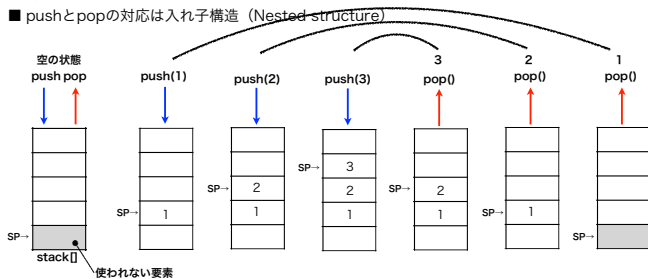 ■ pushとpopの対応は入れ子構造（Nested structure）
空の状態
push pop
push(1)
push(2)
push(3)
3
pop()
2
pop()
1
pop()
SP→
stack[]
使われない要素
SP→
1
SP→
2
1
SP→
3
2
1
SP→
2
1
SP→
1
SP→